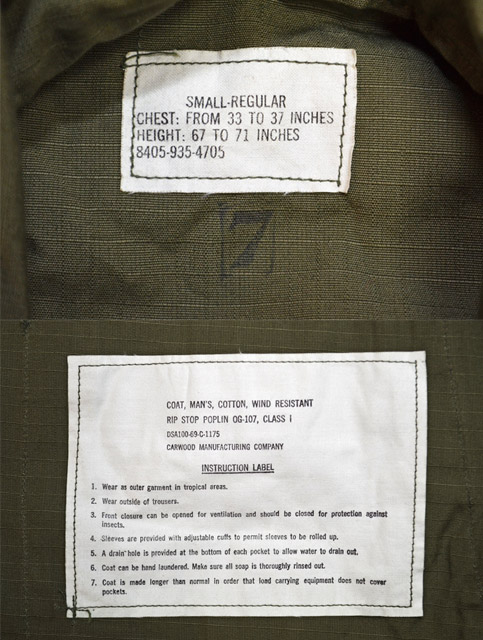 SMALL-REGULAR
CHEST: FROM 33 TO 37 INCHES
HEIGHT: 67 TO 71 INCHES
8405-935-4705
7
COAT, MAN'S, COTTON, WIND RESISTANT
RIP STOP POPLIN OG-107, CLASS I
DSA100-69-C-1175
CARWOOD MANUFACTURING COMPANY
INSTRUCTION LABEL
1. Wear as outer garment in tropical areas.
2. Wear outside of trousers.
3. Front closure can be opened for ventilation and should be closed for protection against
insects.
4. Sleeves are provided with adjustable cuffs to permit sleeves to be rolled up.
5. A drain' hole is provided at the bottom of each pocket to allow water to drain out.
6. Coat can be hand laundered. Make sure all soap is thoroughly rinsed out.
7. Coat is made longer than normal in order that load carrying equipment does not cover
pockets.